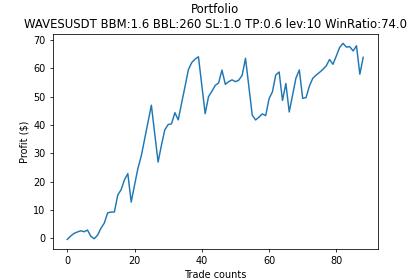 Portfolio
WAVESUSDT BBM:1.6 BBL:260 SL:1.0 TP:0.6 lev:10 WinRatio:74.0
70
60
50
40
30
20
10
0
Profit ($)
0 20 40 60 80
Trade counts